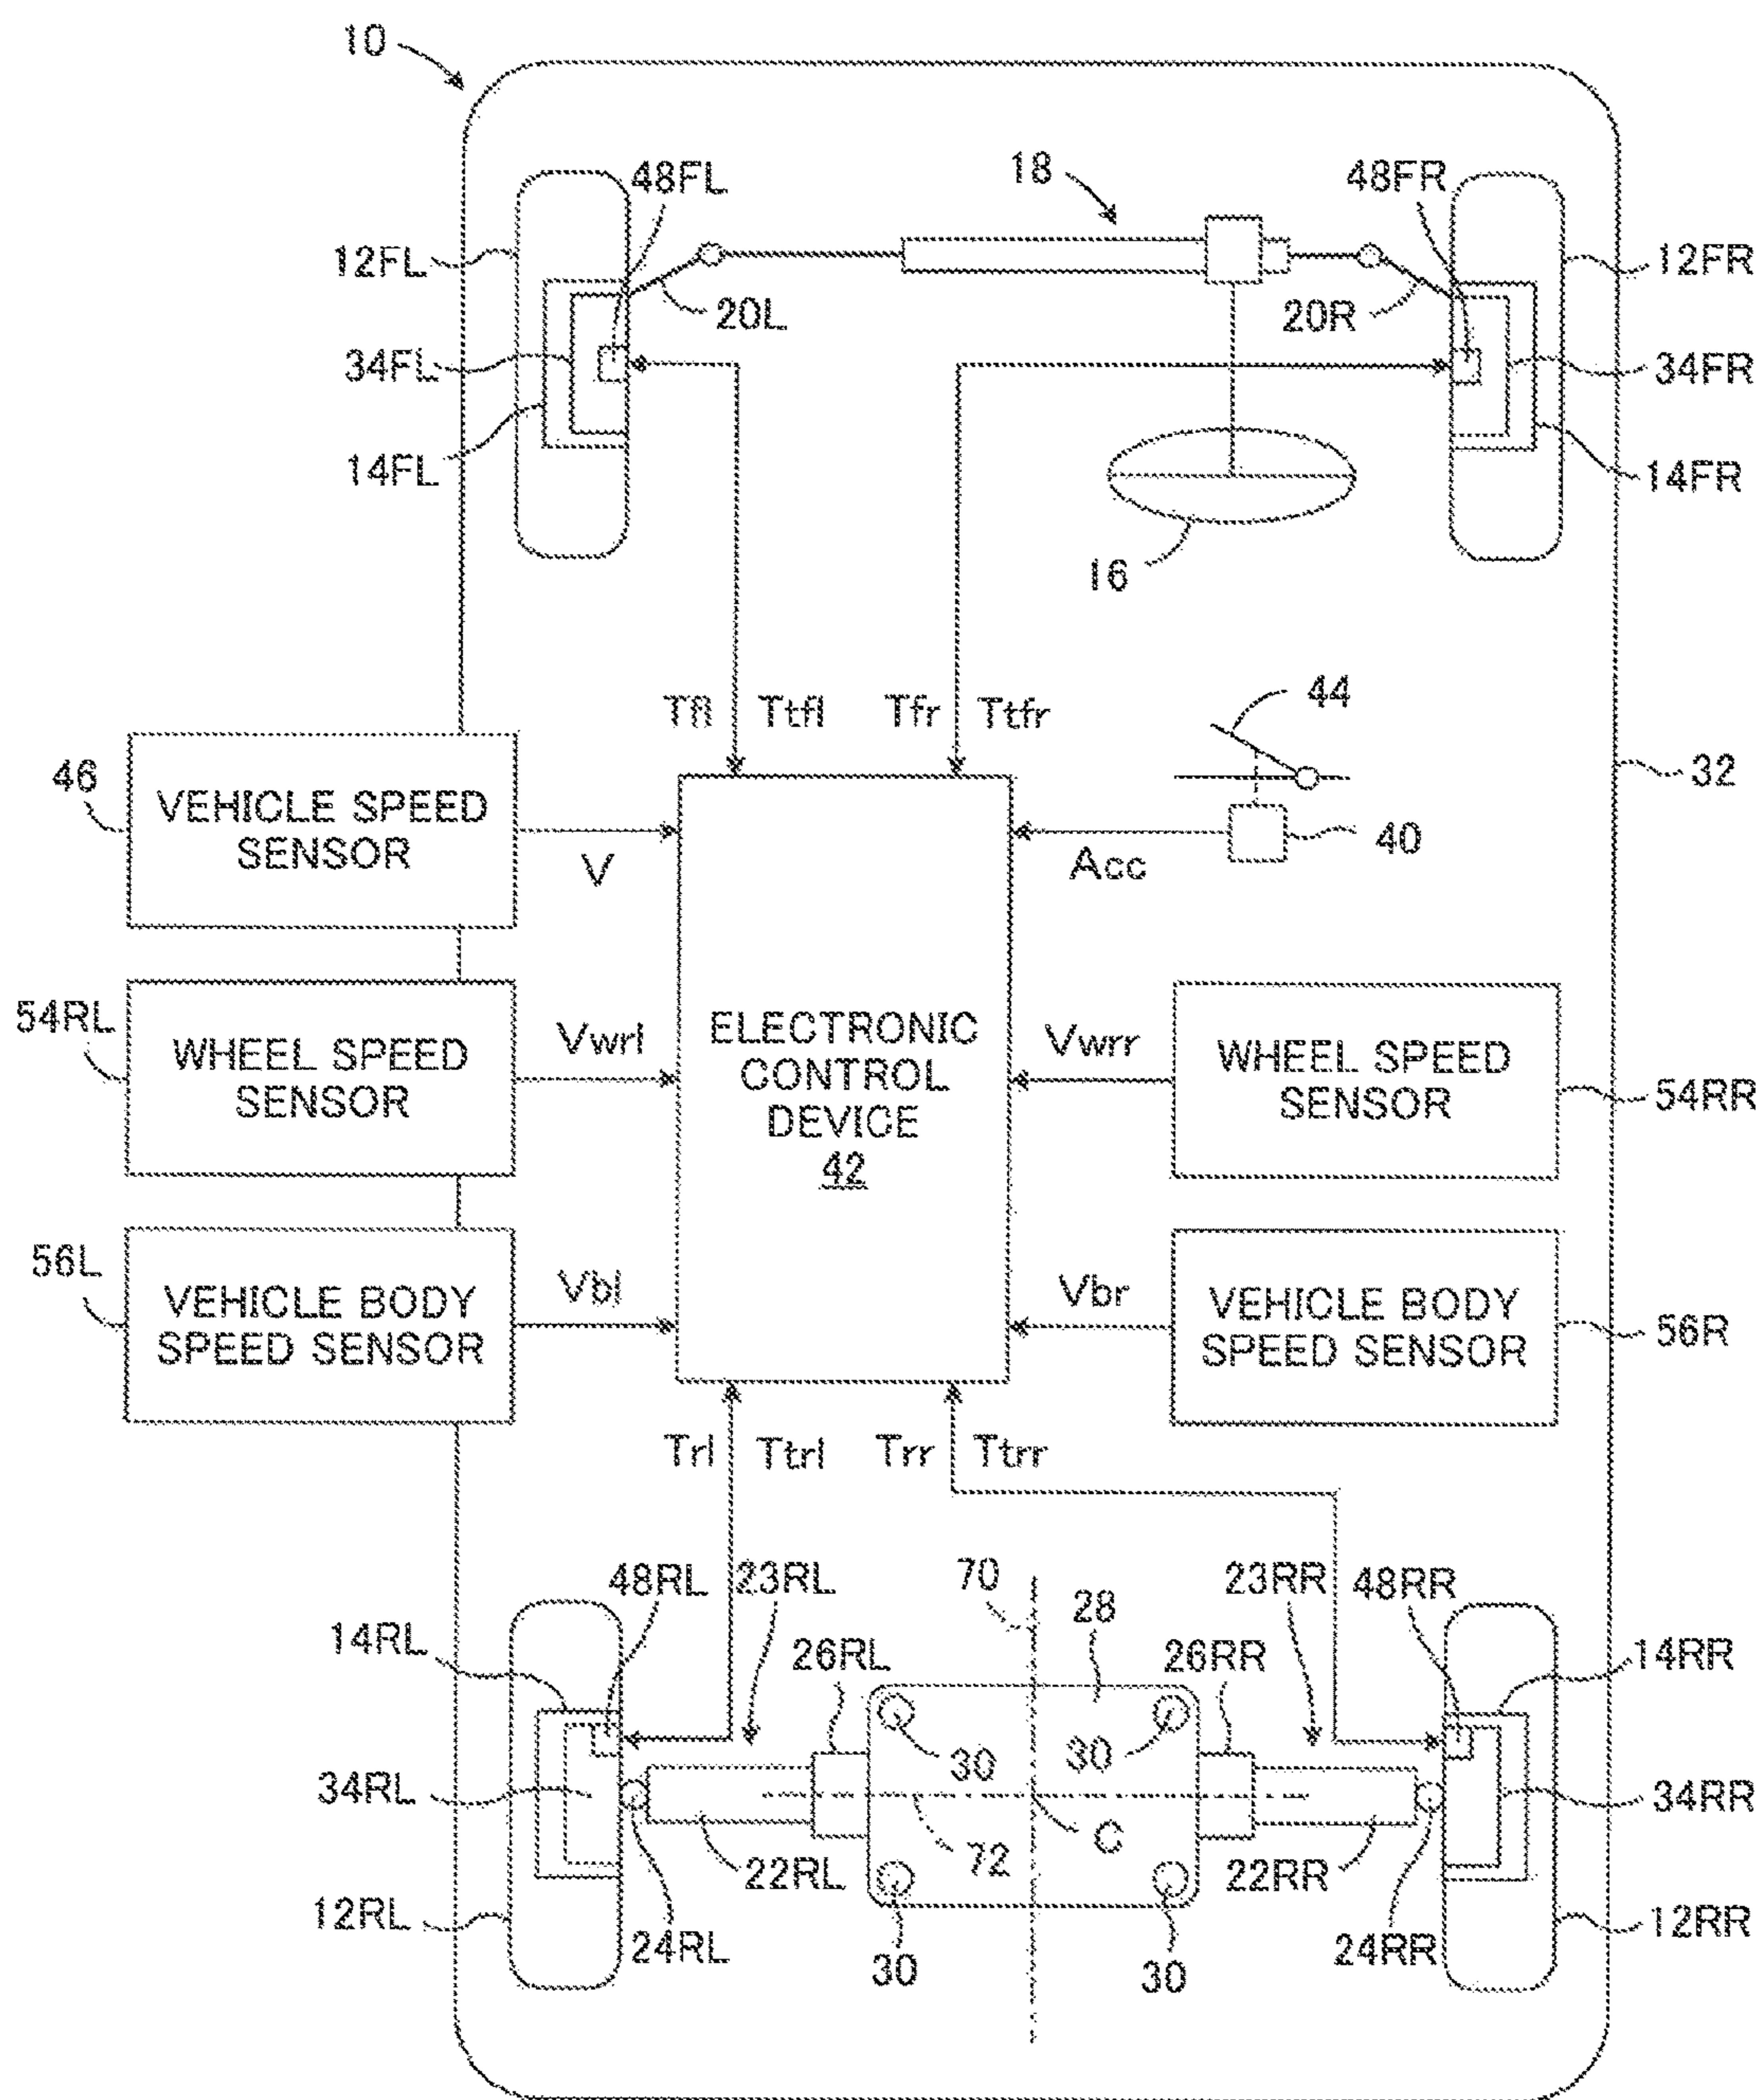 10
48FL
18
48FR
12FL
12FR
20L
20R
34FL
34FR
14FL
14FR
16
Tfl
Ttfl
Tfr
Ttfr
44
46
VEHICLE SPEED
SENSOR
V
Acc
40
32
54RL
WHEEL SPEED
SENSOR
Vwrl
ELECTRONIC
CONTROL
DEVICE
42
Vwrr
WHEEL SPEED
SENSOR
54RR
56L
VEHICLE BODY
SPEED SENSOR
Vbl
Vbr
VEHICLE BODY
SPEED SENSOR
56R
Trl
Ttrl
Trr
Ttrr
48RL
23RL
70
28
23RR
48RR
14RL
26RL
26RR
14RR
30
30
34RL
34RR
72
C
22RL
22RR
12RL
24RL
30
30
24RR
12RR